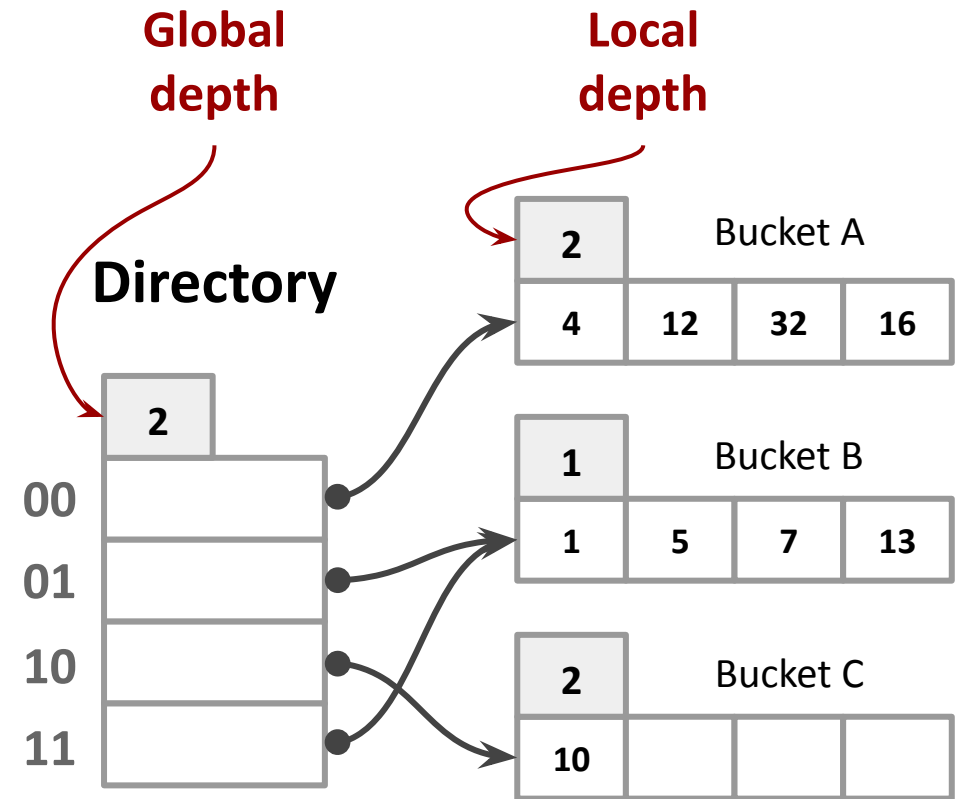 Global
depth
Local
depth
Directory
2
00
01
10
11
2
Bucket A
4 12 32 16
1
Bucket B
1 5 7 13
2
Bucket C
10